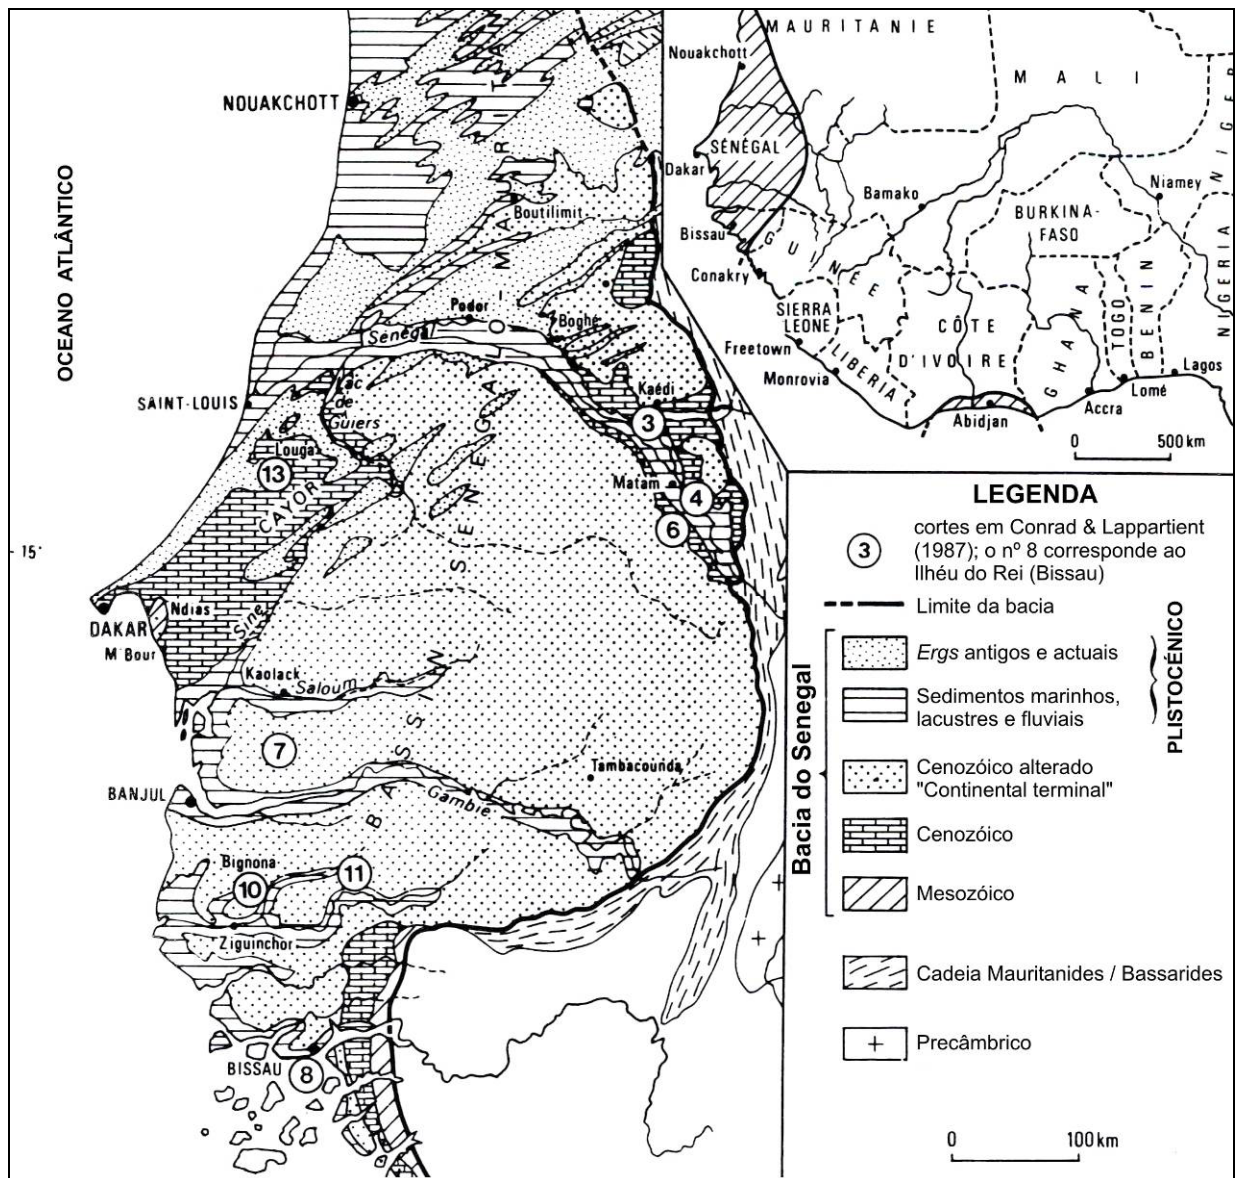 MAURITANIE
Nouakchott
MALI
NIGER
SÉNÉGAL
Dakar
Bamako
Niamey
BURKINA-
FASO
Bissau
GUINÉE
Conakry
SIERRA
LEONE
CÔTE
D'IVOIRE
GHANA
TOGO
BENIN
NIGERIA
Freetown
LIBERIA
Monrovia
Abidjan
Accra
Lomé
Lagos
0 500 km
OCEANO ATLÂNTICO
NOUAKCHOTT
Boutilimit
Podor
Sénégal
Boghé
Kaédi
3
SAINT-LOUIS
Lac
de
Guiers
Louga
13
CAYOR
Matam
4
6
15°
Ndias
DAKAR
M'Bour
Sine
Kaolack
Saloum
7
Tambacounda
BANJUL
Gambie
Bignona
10
11
Ziguinchor
BISSAU
8
BASSIN
SENEGALO-MAURITA
LEGENDA
3
cortes em Conrad & Lappartient
(1987); o nº 8 corresponde ao
Ilhéu do Rei (Bissau)
Limite da bacia
Bacia do Senegal
Ergs antigos e actuais
Sedimentos marinhos,
lacustres e fluviais
PLISTOCÉNICO
Cenozóico alterado
"Continental terminal"
Cenozóico
Mesozóico
Cadeia Mauritanides / Bassarides
+ Precâmbrico
0 100 km